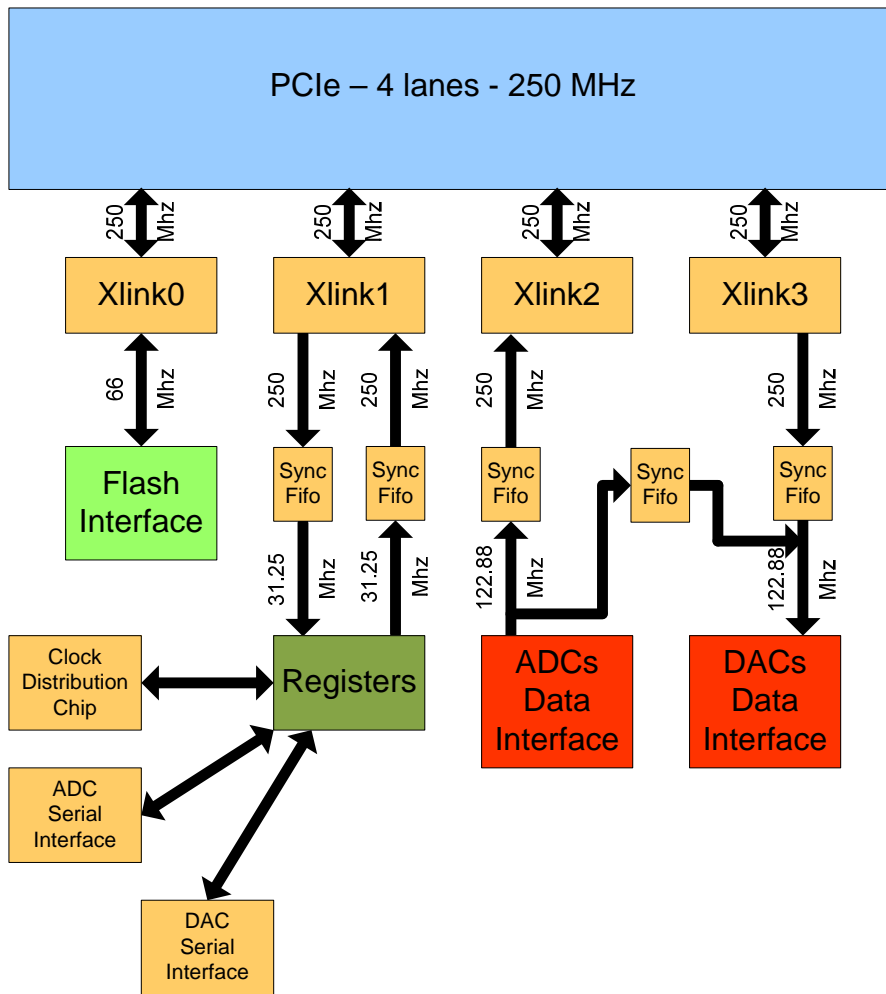 PCIe – 4 lanes - 250 MHz
250 Mhz
250 Mhz
250 Mhz
250 Mhz
Xlink0
Xlink1
Xlink2
Xlink3
66 Mhz
250 Mhz
250 Mhz
250 Mhz
250 Mhz
Flash
Interface
Sync
Fifo
Sync
Fifo
Sync
Fifo
Sync
Fifo
Sync
Fifo
31.25 Mhz
31.25 Mhz
122.88 Mhz
122.88 Mhz
Clock
Distribution
Chip
Registers
ADCs
Data
Interface
DACs
Data
Interface
ADC
Serial
Interface
DAC
Serial
Interface